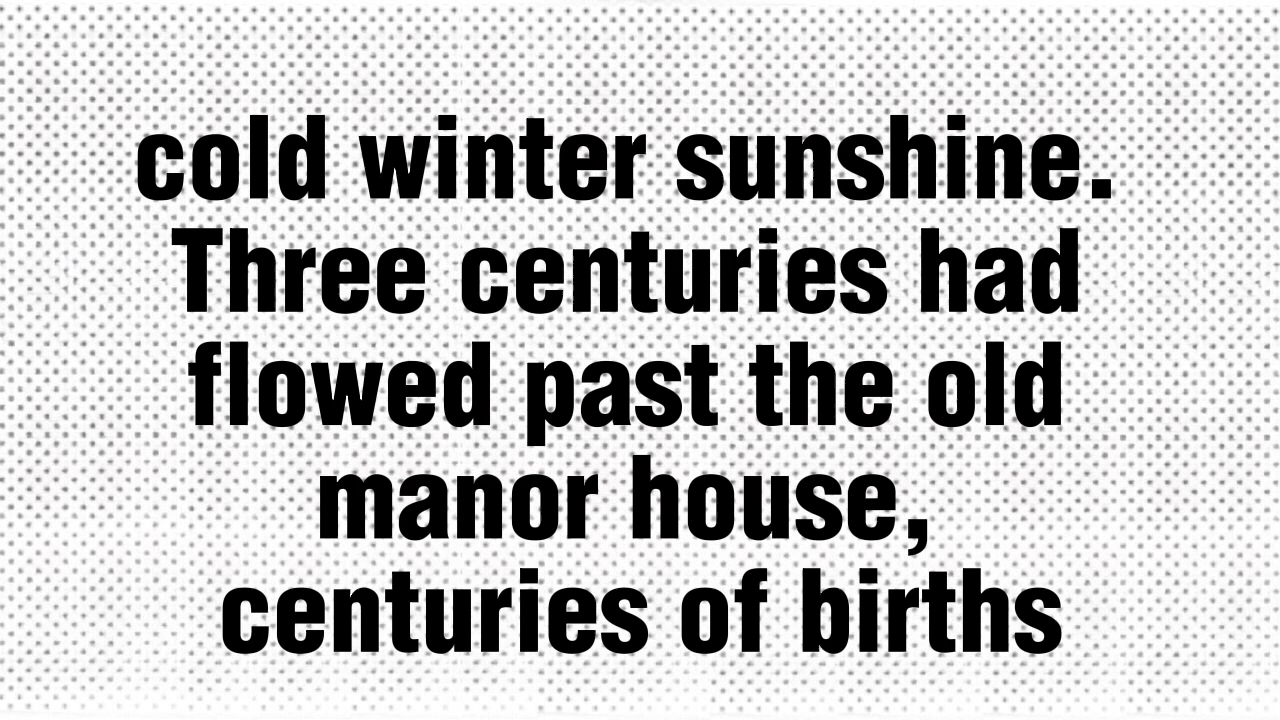 cold winter sunshine.
Three centuries had
flowed past the old
manor house,
centuries of births